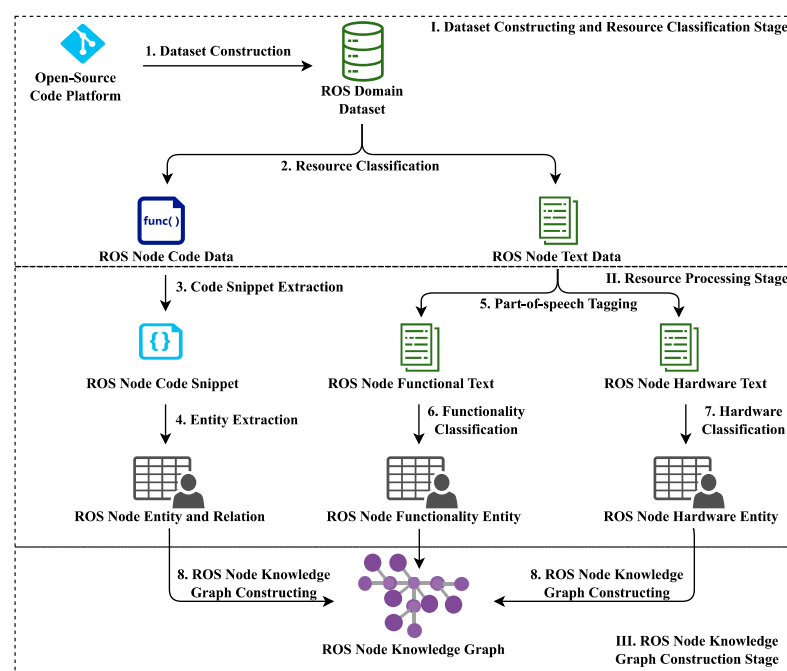 I. Dataset Constructing and Resource Classification Stage
1. Dataset Construction
Open-Source
Code Platform
ROS Domain
Dataset
2. Resource Classification
func( )
ROS Node Code Data
ROS Node Text Data
II. Resource Processing Stage
3. Code Snippet Extraction
5. Part-of-speech Tagging
{ }
ROS Node Code Snippet
ROS Node Functional Text
ROS Node Hardware Text
4. Entity Extraction
6. Functionality
Classification
7. Hardware
Classification
ROS Node Entity and Relation
ROS Node Functionality Entity
ROS Node Hardware Entity
8. ROS Node Knowledge
Graph Constructing
8. ROS Node Knowledge
Graph Constructing
ROS Node Knowledge Graph
III. ROS Node Knowledge
Graph Construction Stage